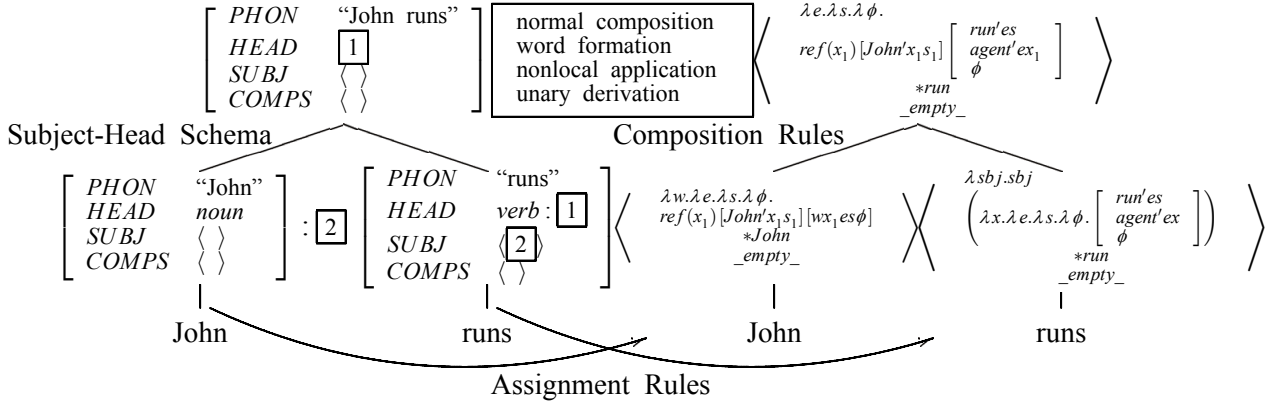 PHON "John runs"
HEAD 1
SUBJ ⟨ ⟩
COMPS ⟨ ⟩
normal composition
word formation
nonlocal application
unary derivation
λe.λs.λϕ.
ref(x₁)[John′x₁s₁] [ run′es
agent′ex₁
ϕ ]
*run
_empty_
Subject-Head Schema
Composition Rules
PHON "John"
HEAD noun
SUBJ ⟨ ⟩
COMPS ⟨ ⟩
: 2
PHON "runs"
HEAD verb : 1
SUBJ ⟨ 2 ⟩
COMPS ⟨ ⟩
λw.λe.λs.λϕ.
ref(x₁)[John′x₁s₁][wx₁esϕ]
*John
_empty_
λsbj.sbj
(λx.λe.λs.λϕ. [ run′es
agent′ex
ϕ ])
*run
_empty_
John
runs
John
runs
Assignment Rules